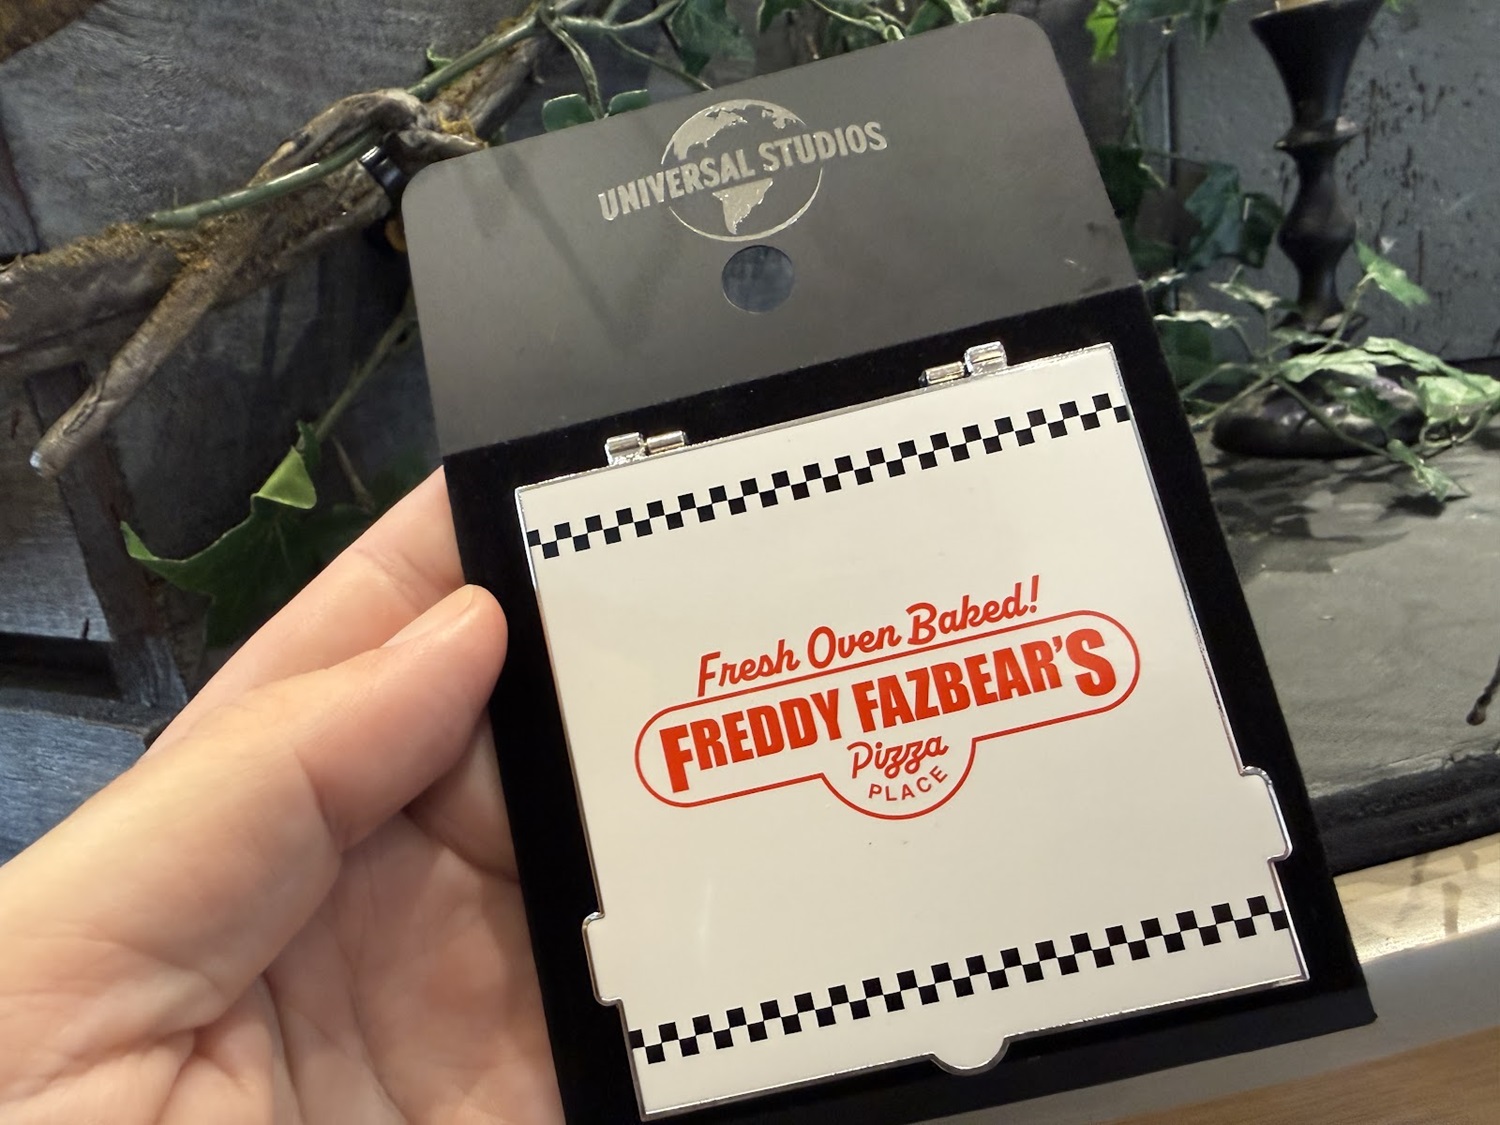 UNIVERSAL STUDIOS
Fresh Oven Baked!
FREDDY FAZBEAR'S
Pizza
PLACE